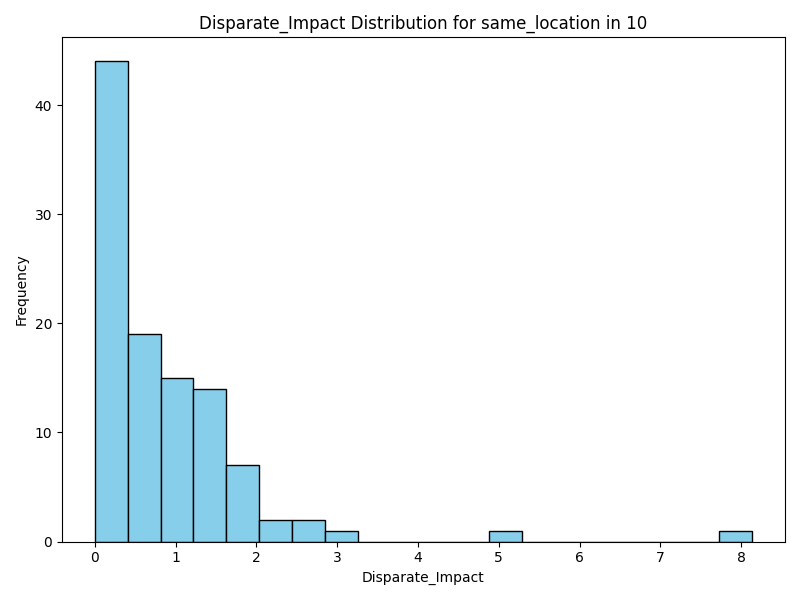 Disparate_Impact Distribution for same_location in 10
40
30
20
10
0
Frequency
0 1 2 3 4 5 6 7 8
Disparate_Impact